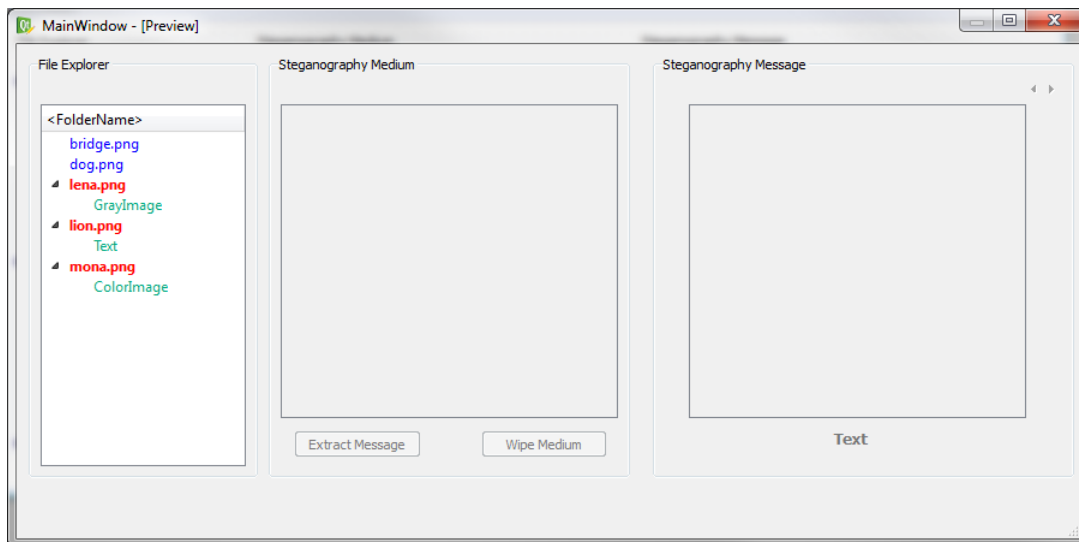 MainWindow - [Preview]
File Explorer
<FolderName>
bridge.png
dog.png
lena.png
GrayImage
lion.png
Text
mona.png
ColorImage
Steganography Medium
Extract Message
Wipe Medium
Steganography Message
Text